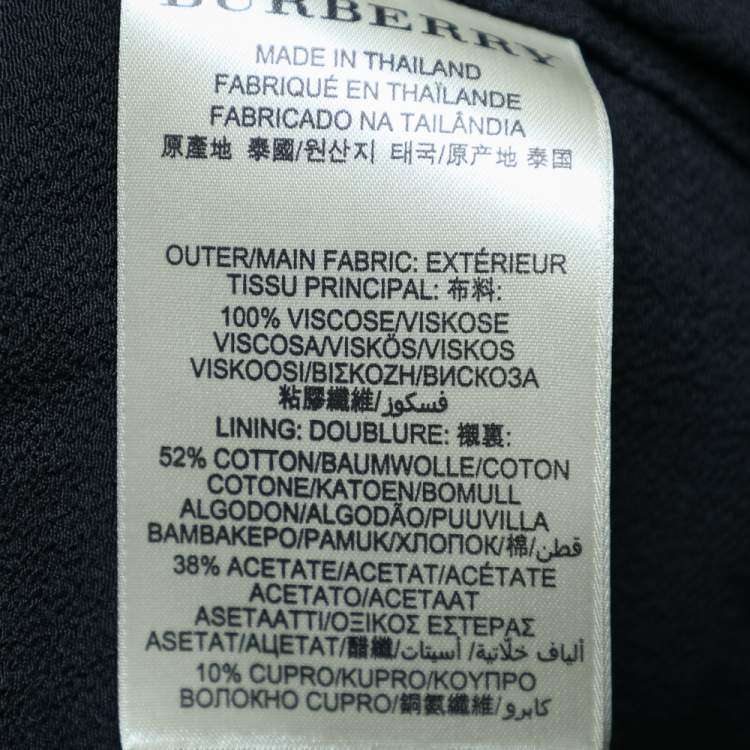 BURBERRY
MADE IN THAILAND
FABRIQUÉ EN THAÏLANDE
FABRICADO NA TAILÂNDIA
原產地 泰國/원산지 태국/原产地 泰国
OUTER/MAIN FABRIC: EXTÉRIEUR
TISSU PRINCIPAL: 布料:
100% VISCOSE/VISKOSE
VISCOSA/VISKÖS/VISKOS
VISKOOSI/ΒΙΣΚΟΖΗ/ВИСКОЗА
粘膠纖維/فسكوز
LINING: DOUBLURE: 襯裏:
52% COTTON/BAUMWOLLE/COTON
COTONE/KATOEN/BOMULL
ALGODON/ALGODÃO/PUUVILLA
ΒΑΜΒΑΚΕΡΟ/PAMUK/ХЛОПОК/棉/قطن
38% ACETATE/ACETAT/ACÉTATE
ACETATO/ACETAAT
ASETAATTI/ΟΞΙΚΟΣ ΕΣΤΕΡΑΣ
ASETAT/АЦЕТАТ/醋纖/ألياف خلّاتية/ أسيتات
10% CUPRO/KUPRO/ΚΟΥΠΡΟ
ВОЛОКНО CUPRO/銅氨纖維/كابرو